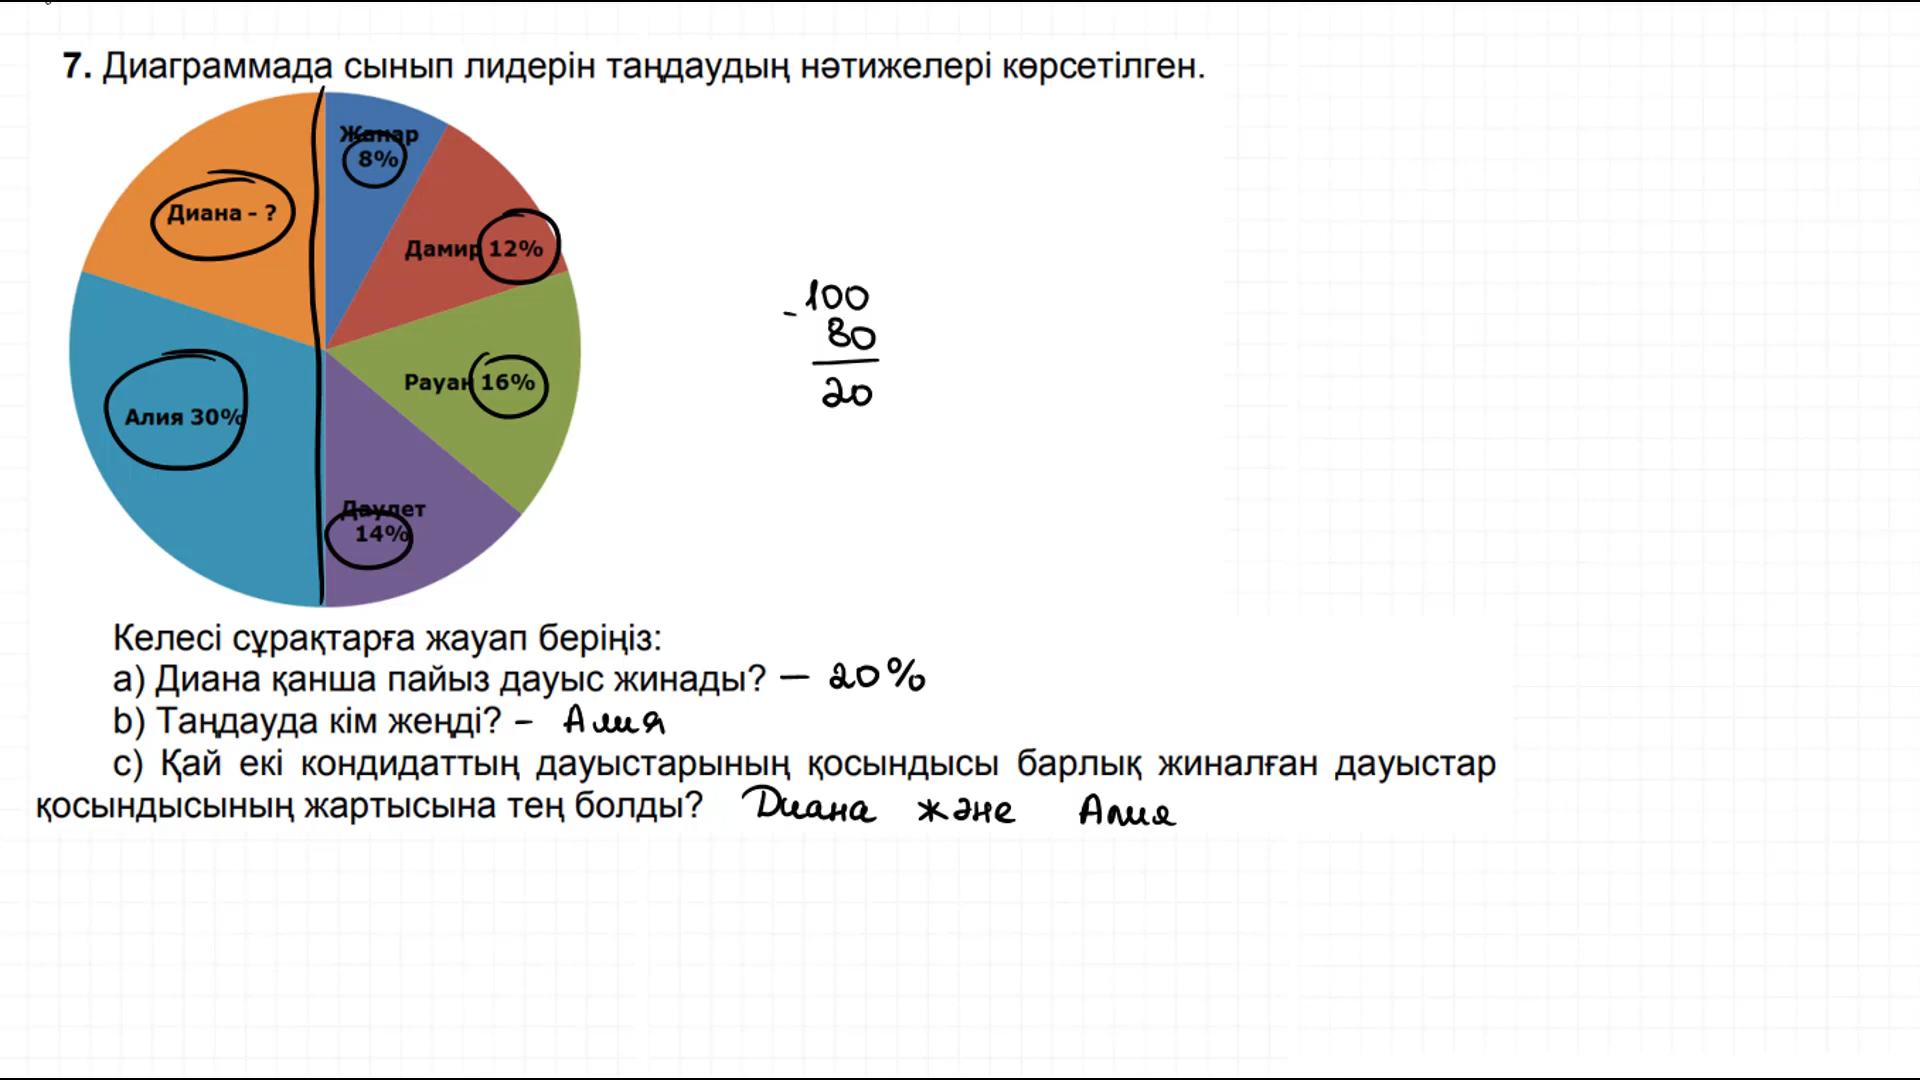 7. Диаграммада сынып лидерін таңдаудың нәтижелері көрсетілген.
Жанар
8%
Диана - ?
Дамир 12%
Рауан 16%
Алия 30%
Даулет
14%
- 100
80
20
Келесі сұрақтарға жауап беріңіз:
a) Диана қанша пайыз дауыс жинады? — 20%
b) Таңдауда кім жеңді? - Алия
c) Қай екі кондидаттың дауыстарының қосындысы барлық жиналған дауыстар
қосындысының жартысына тең болды? Диана және Алия